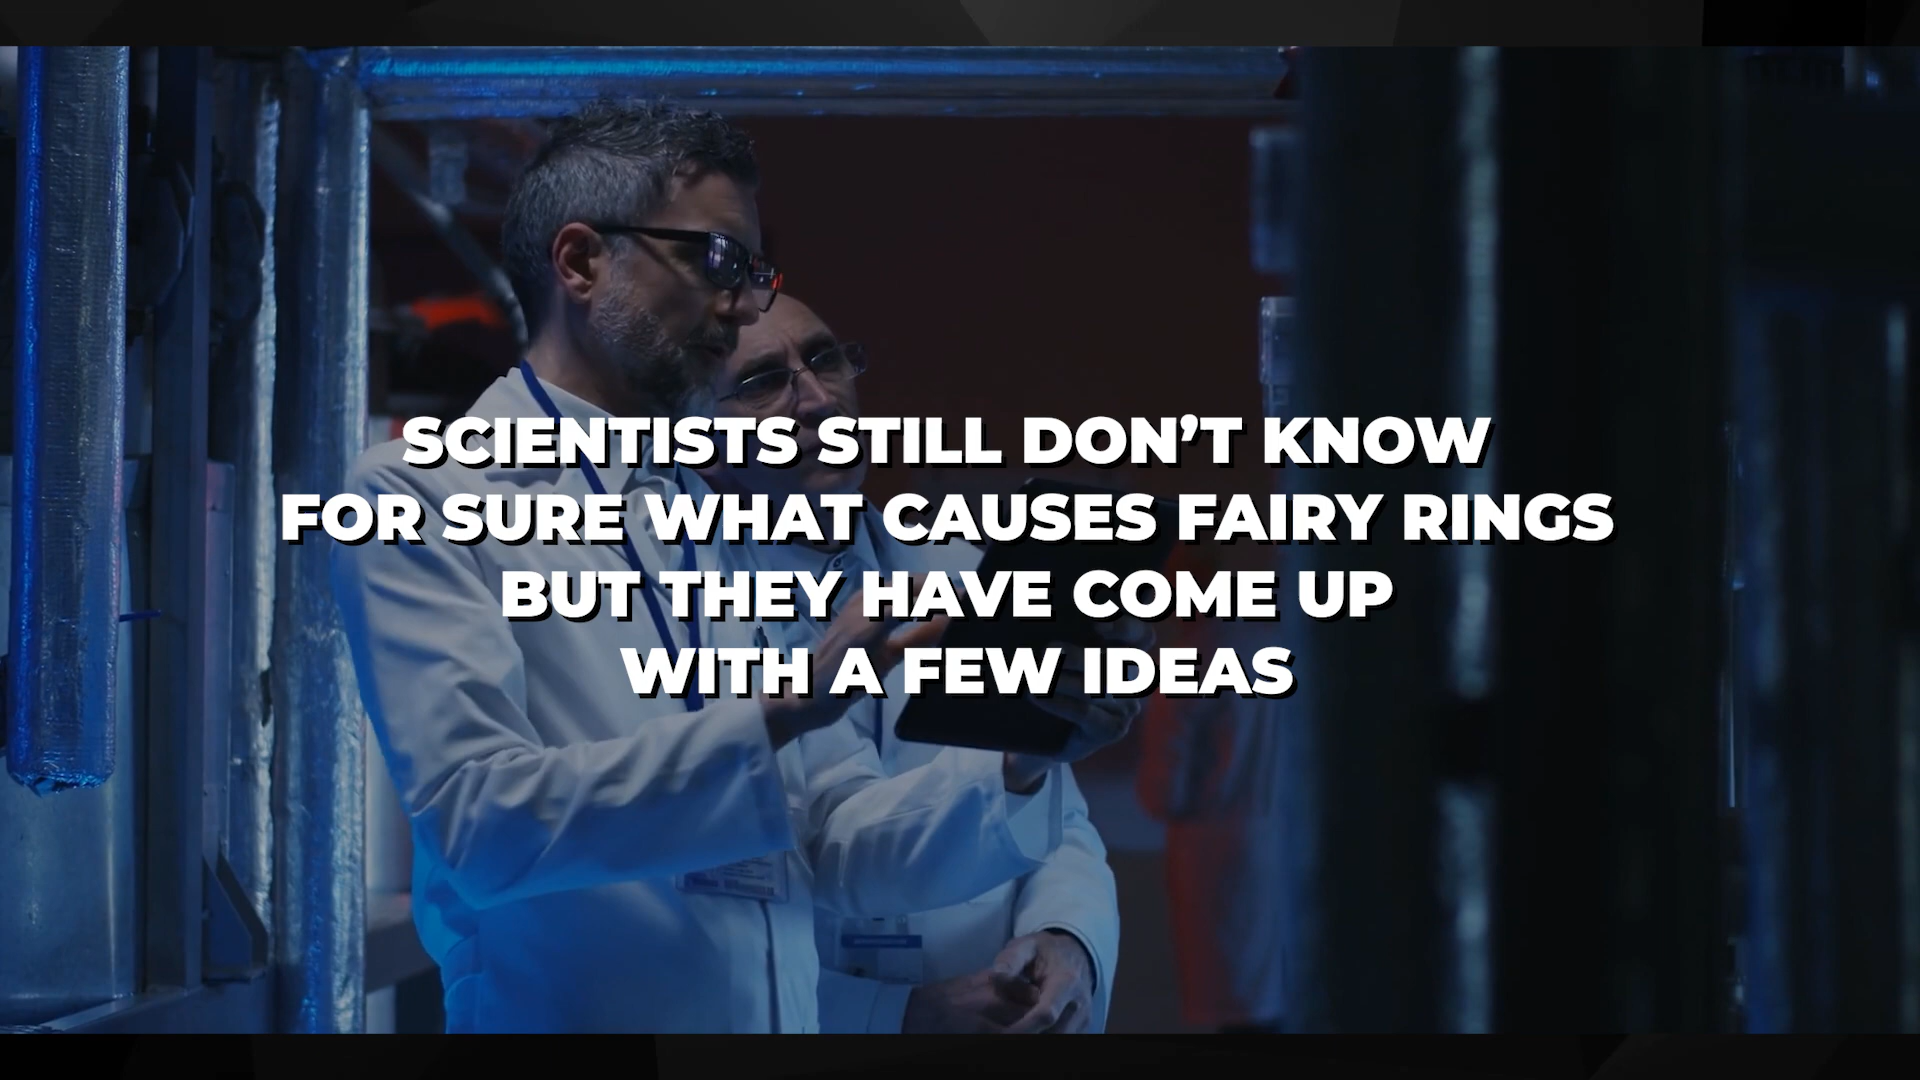 SCIENTISTS STILL DON’T KNOW
FOR SURE WHAT CAUSES FAIRY RINGS
BUT THEY HAVE COME UP
WITH A FEW IDEAS